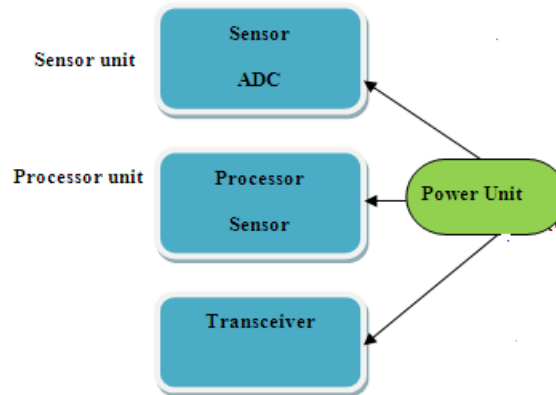 Sensor
Sensor unit
ADC
Processor unit
Processor
Power Unit
Sensor
Transceiver